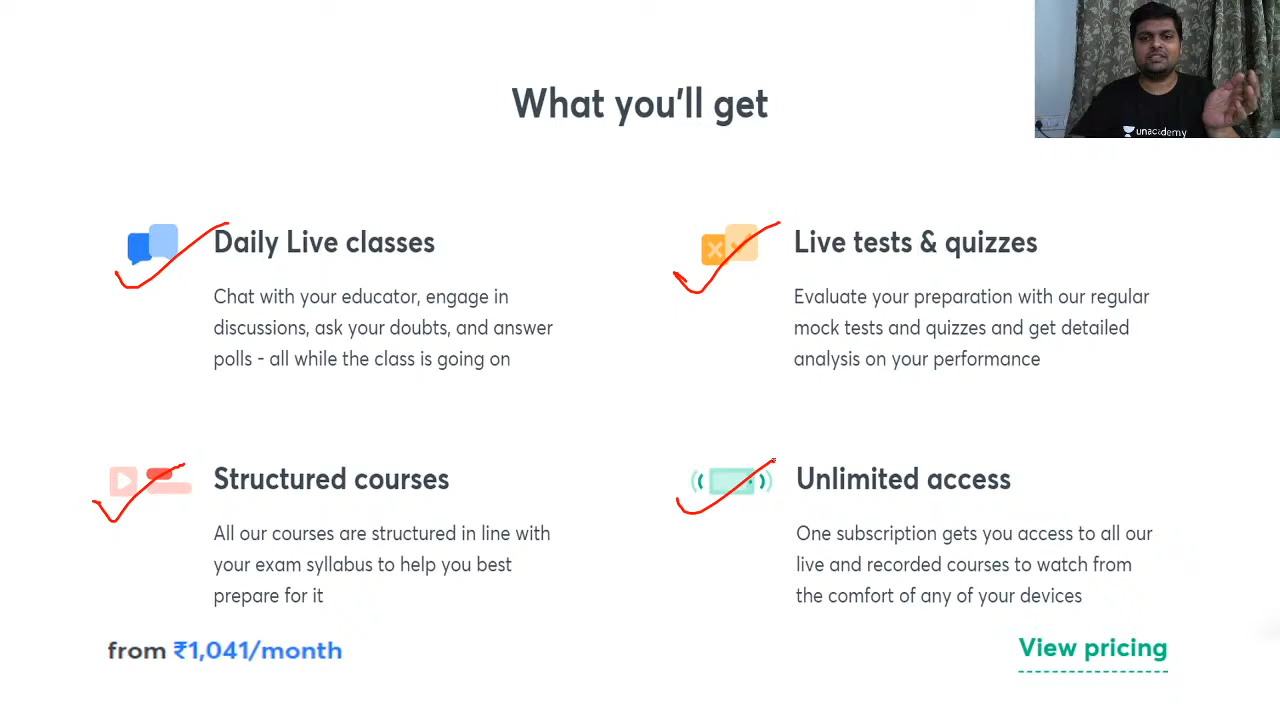 What you'll get
unacademy
Daily Live classes
Chat with your educator, engage in
discussions, ask your doubts, and answer
polls - all while the class is going on
Live tests & quizzes
Evaluate your preparation with our regular
mock tests and quizzes and get detailed
analysis on your performance
Structured courses
All our courses are structured in line with
your exam syllabus to help you best
prepare for it
Unlimited access
One subscription gets you access to all our
live and recorded courses to watch from
the comfort of any of your devices
from ₹1,041/month
View pricing